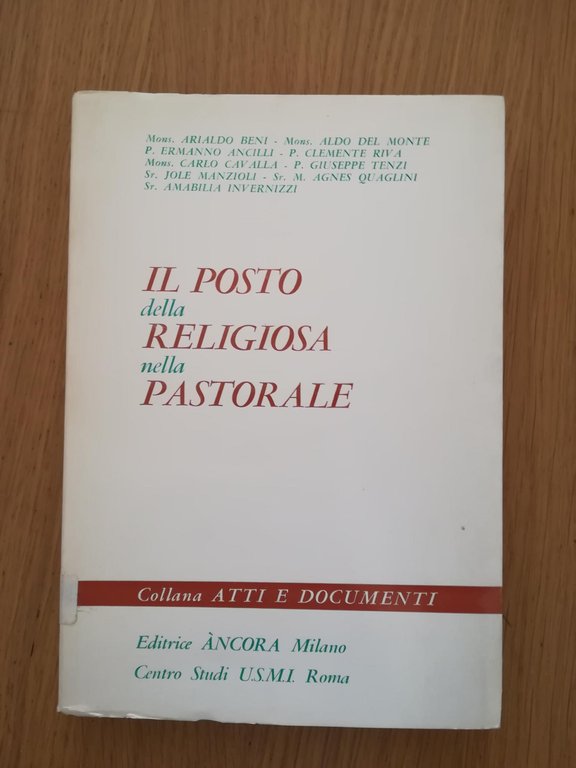 Mons. ARIALDO BENI - Mons. ALDO DEL MONTE
P. ERMANNO ANCILLI - P. CLEMENTE RIVA
Mons. CARLO CAVALLA - P. GIUSEPPE TENZI
Sr. JOLE MANZIOLI - Sr. M. AGNES QUAGLINI
Sr. AMABILIA INVERNIZZI
IL POSTO
della
RELIGIOSA
nella
PASTORALE
Collana ATTI E DOCUMENTI
Editrice ÀNCORA Milano
Centro Studi U.S.M.I. Roma